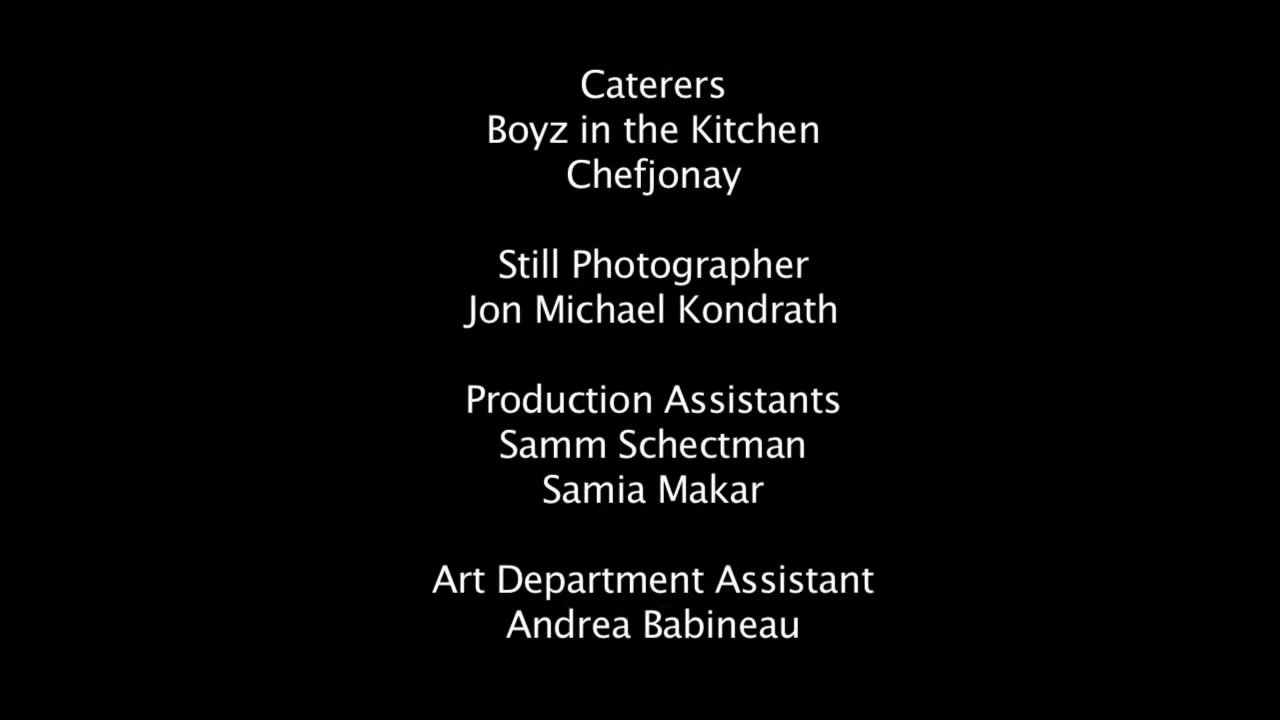 Caterers
Boyz in the Kitchen
Chefjonay
Still Photographer
Jon Michael Kondrath
Production Assistants
Samm Schectman
Samia Makar
Art Department Assistant
Andrea Babineau